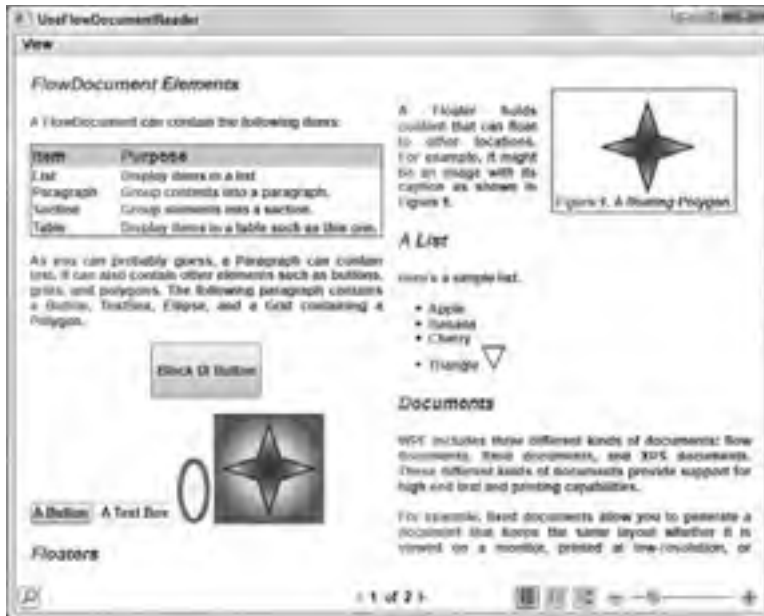 UseFlowDocumentReader
View
FlowDocument Elements
A FlowDocument can contain the following items:
Item Purpose
List Display items in a list
Paragraph Group contents into a paragraph.
Section Group elements into a section.
Table Display items in a table such as this one.
As you can probably guess, a Paragraph can contain
text. It can also contain other elements such as buttons,
grids, and polygons. The following paragraph contains
a Button, TextBox, Ellipse, and a Grid containing a
Polygon.
Block UI Button
A Button A Text Box
Floaters
A Floater holds
content that can float
to other locations.
For example, it might
be an image with its
caption as shown in
Figure 1.
Figure 1. A floating Polygon.
A List
Here's a simple list.
• Apple
• Banana
• Cherry
• Triangle
Documents
WPF includes three different kinds of documents: flow
documents, fixed documents, and XPS documents.
These different kinds of documents provide support for
high-end text and printing capabilities.
For example, fixed documents allow you to generate a
document that keeps the same layout whether it is
viewed on a monitor, printed at low-resolution, or
1 of 2